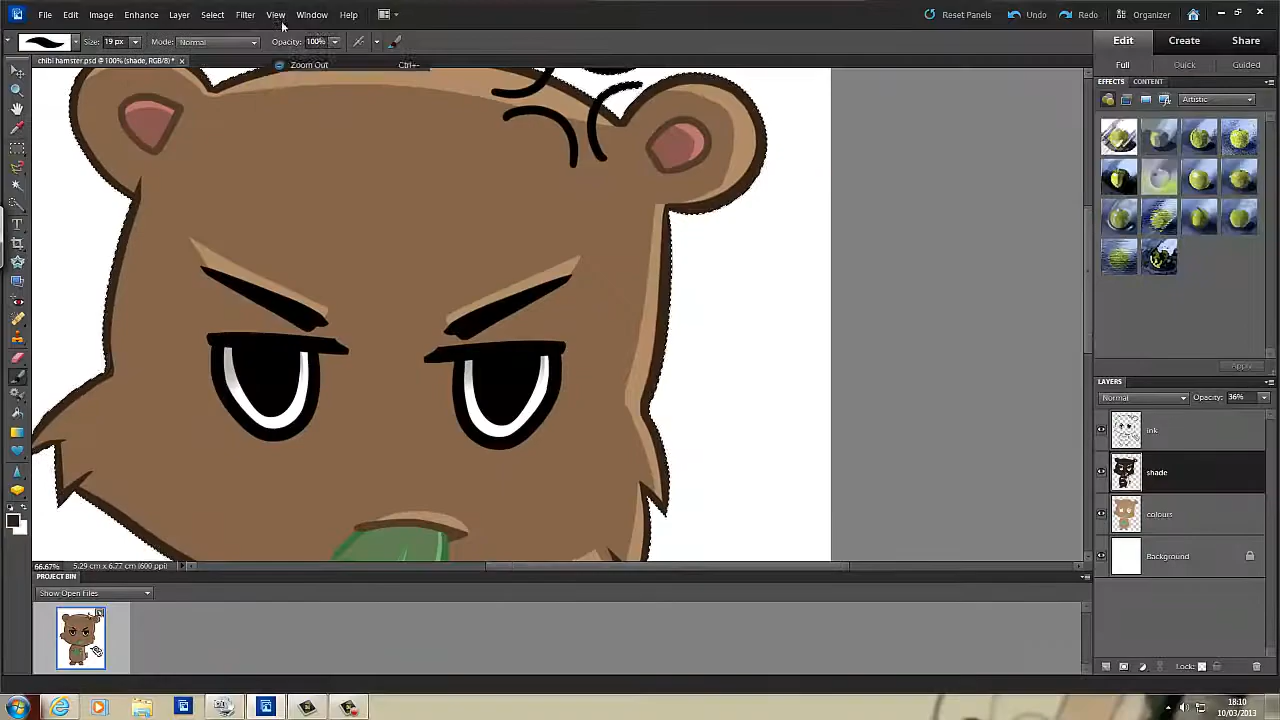 File Edit Image Enhance Layer Select Filter View Window Help Reset Panels Undo Redo Organizer
Size: 19 px Mode: Normal Opacity: 100% Edit Create Share
chibi hamster.psd @ 100% (shade, RGB/8) * ×
Zoom Out Ctrl+-
Full Quick Guided
EFFECTS CONTENT
Artistic
Apply
LAYERS
Normal Opacity: 36%
ink
shade
colours
Background
66.67% 5.29 cm x 6.77 cm (600 ppi)
PROJECT BIN
Show Open Files
Lock:
18:10
10/03/2013